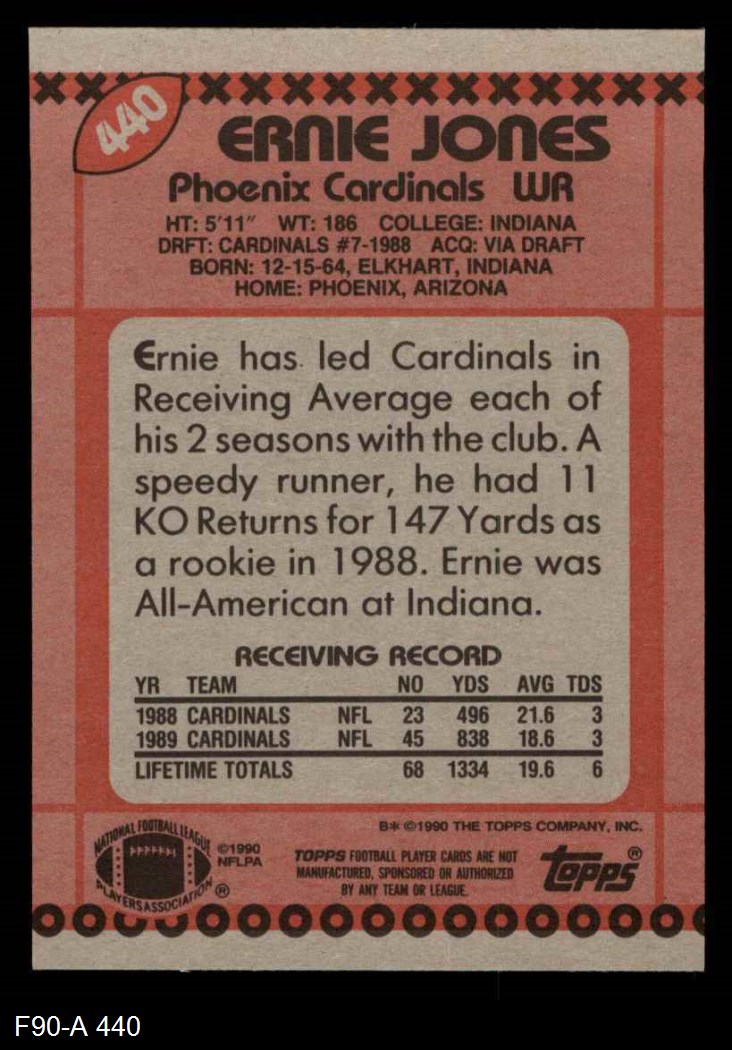 440
ERNIE JONES
Phoenix Cardinals WR
HT: 5'11" WT: 186 COLLEGE: INDIANA
DRFT: CARDINALS #7-1988 ACQ: VIA DRAFT
BORN: 12-15-64, ELKHART, INDIANA
HOME: PHOENIX, ARIZONA
Ernie has led Cardinals in
Receiving Average each of
his 2 seasons with the club. A
speedy runner, he had 11
KO Returns for 147 Yards as
a rookie in 1988. Ernie was
All-American at Indiana.
RECEIVING RECORD
YR TEAM NO YDS AVG TDS
1988 CARDINALS NFL 23 496 21.6 3
1989 CARDINALS NFL 45 838 18.6 3
LIFETIME TOTALS 68 1334 19.6 6
B* ©1990 THE TOPPS COMPANY, INC.
NATIONAL FOOTBALL LEAGUE
PLAYERS ASSOCIATION ®
©1990
NFLPA
TOPPS FOOTBALL PLAYER CARDS ARE NOT
MANUFACTURED, SPONSORED OR AUTHORIZED
BY ANY TEAM OR LEAGUE.
topps®
F90-A 440